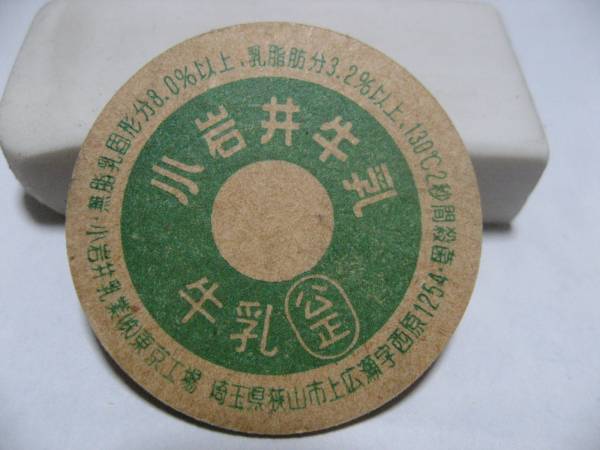 小岩井牛乳
牛乳 公正
無脂乳固形分8.0%以上、乳脂肪分3.2%以上、130℃2秒間殺菌・
小岩井乳業(株)東京工場 埼玉県狭山市上広瀬字西原1254・